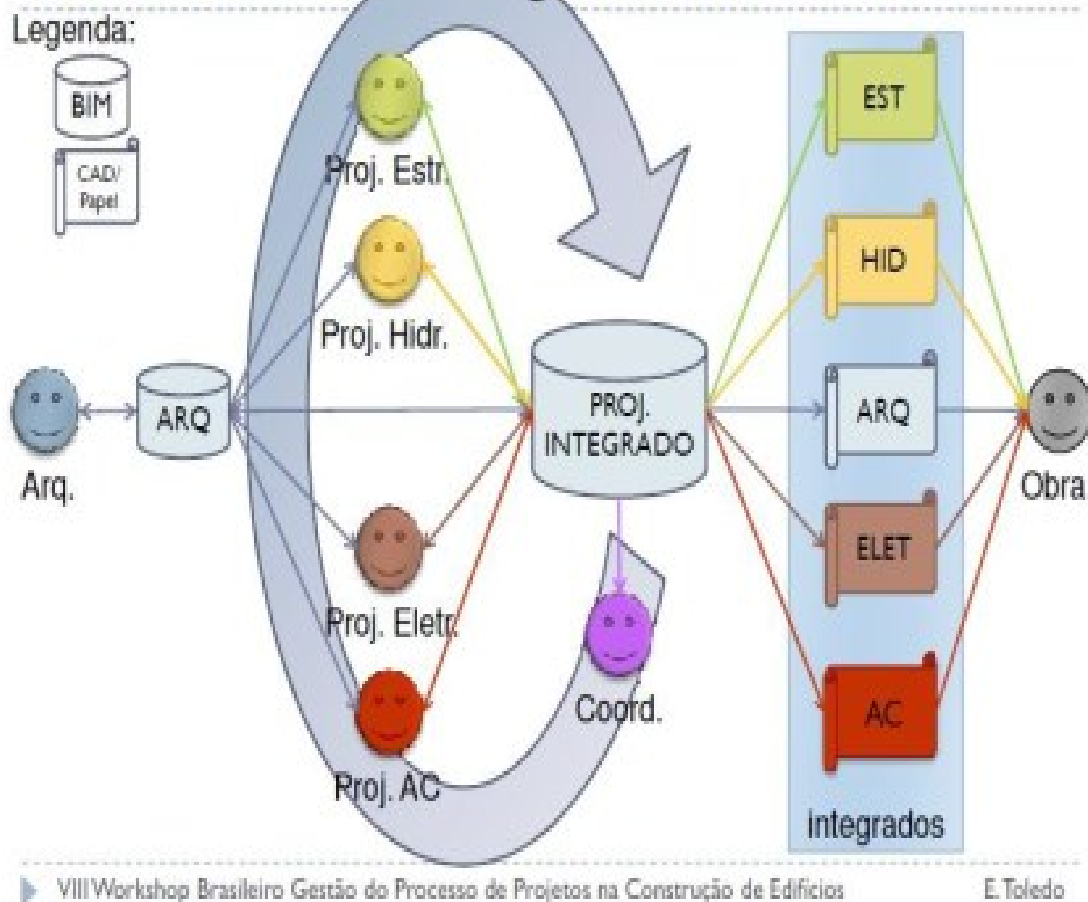 Legenda:
BIM
CAD/
Papel
Proj. Estr.
Proj. Hidr.
Arq.
ARQ
Proj. Eletr.
Proj. AC
PROJ.
INTEGRADO
Coord.
EST
HID
ARQ
ELET
AC
integrados
Obra
VIII Workshop Brasileiro Gestão do Processo de Projetos na Construção de Edifícios
E. Toledo